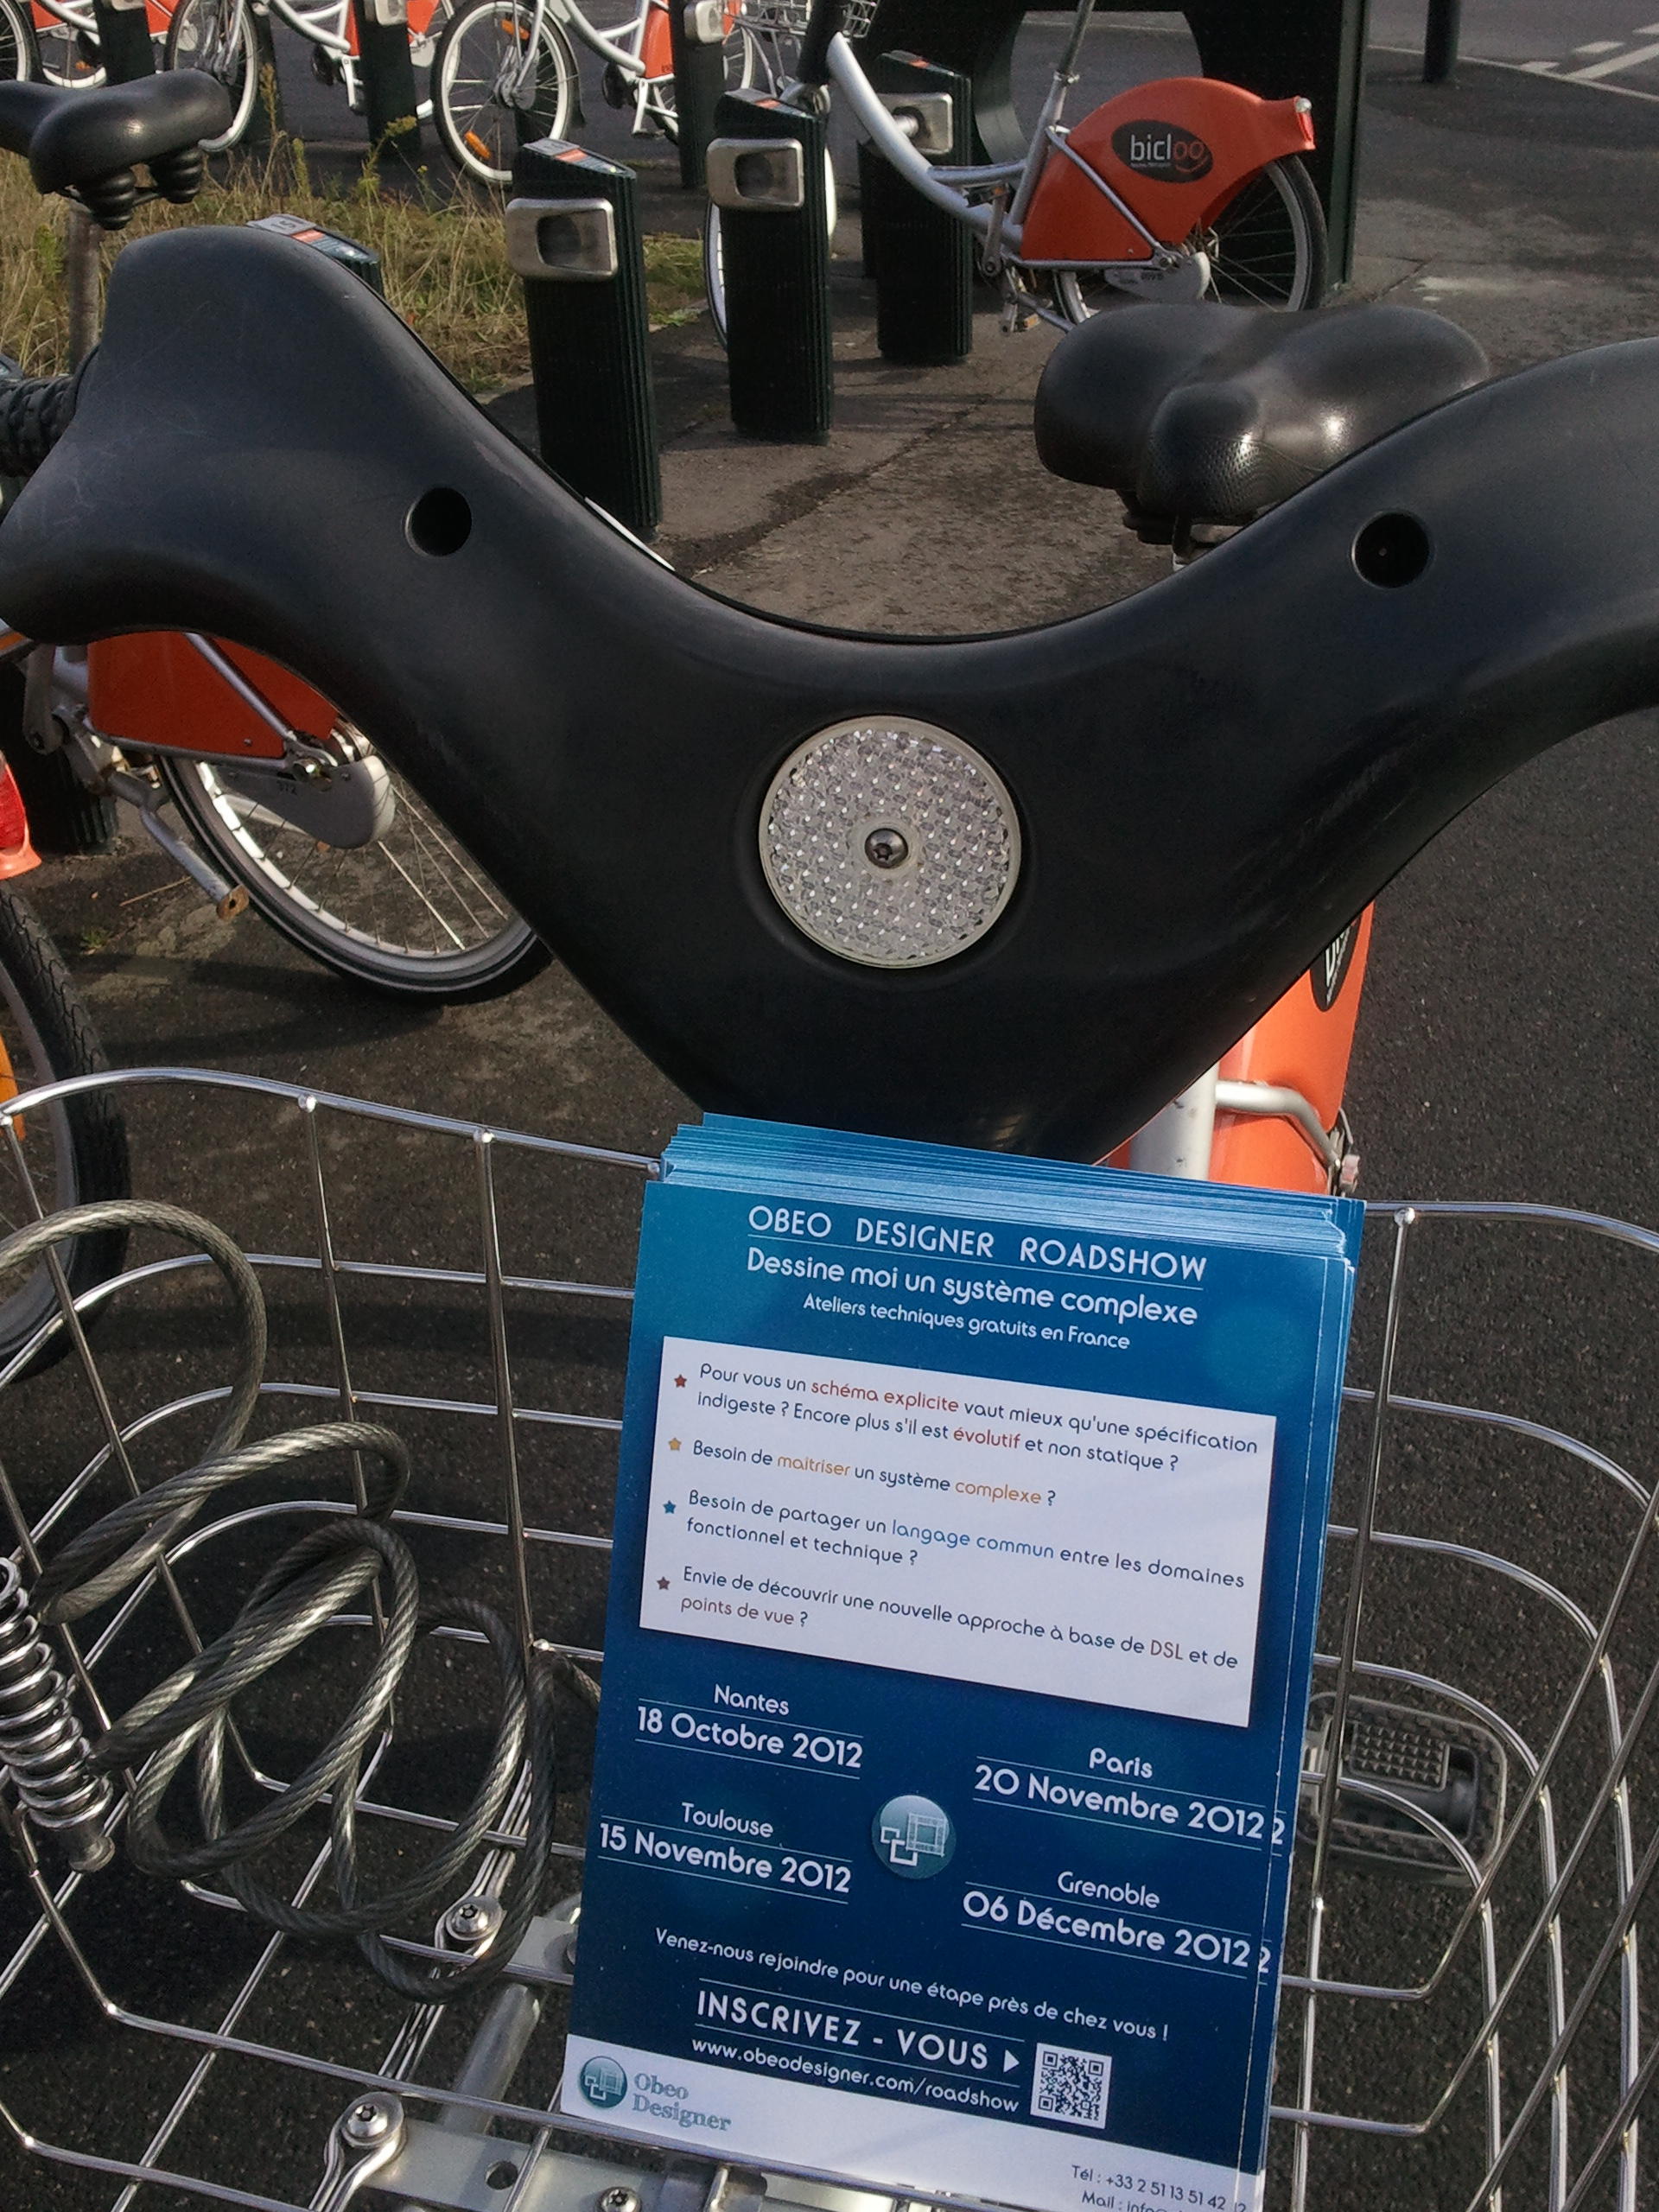 bicloo
OBEO DESIGNER ROADSHOW
Dessine moi un système complexe
Ateliers techniques gratuits en France
Pour vous un schéma explicite vaut mieux qu'une spécification
indigeste ? Encore plus s'il est évolutif et non statique ?
Besoin de maitriser un système complexe ?
Besoin de partager un langage commun entre les domaines
fonctionnel et technique ?
Envie de découvrir une nouvelle approche à base de DSL et de
points de vue ?
Nantes
18 Octobre 2012
Paris
20 Novembre 2012
Toulouse
15 Novembre 2012
Grenoble
06 Décembre 2012
Venez-nous rejoindre pour une étape près de chez vous !
INSCRIVEZ - VOUS
www.obeodesigner.com/roadshow
Obeo
Designer
Tél : +33 2 51 13 51 42
Mail :